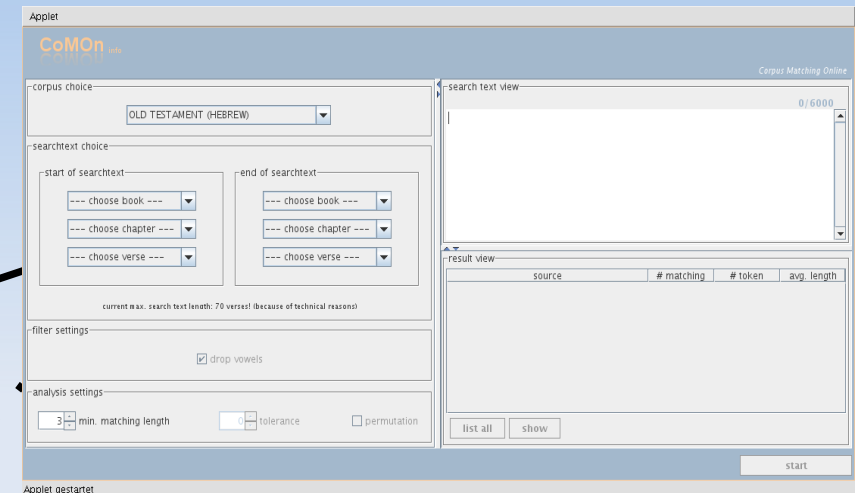 Applet
CoMOn info
Corpus Matching Online
corpus choice
OLD TESTAMENT (HEBREW)
searchtext choice
start of searchtext
--- choose book ---
--- choose chapter ---
--- choose verse ---
end of searchtext
--- choose book ---
--- choose chapter ---
--- choose verse ---
current max. search text length: 70 verses! (because of technical reasons)
filter settings
drop vowels
analysis settings
3 min. matching length 0 tolerance permutation
search text view
0/6000
result view
source # matching # token avg. length
list all show
start
Applet gestartet